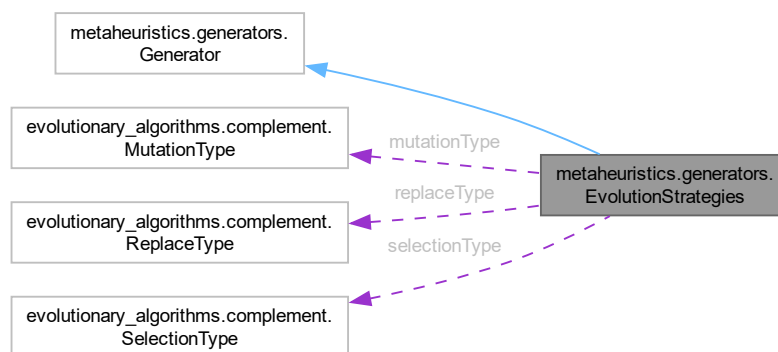 metaheuristics.generators.
Generator
evolutionary_algorithms.complement.
MutationType
mutationType
metaheuristics.generators.
EvolutionStrategies
replaceType
evolutionary_algorithms.complement.
ReplaceType
selectionType
evolutionary_algorithms.complement.
SelectionType